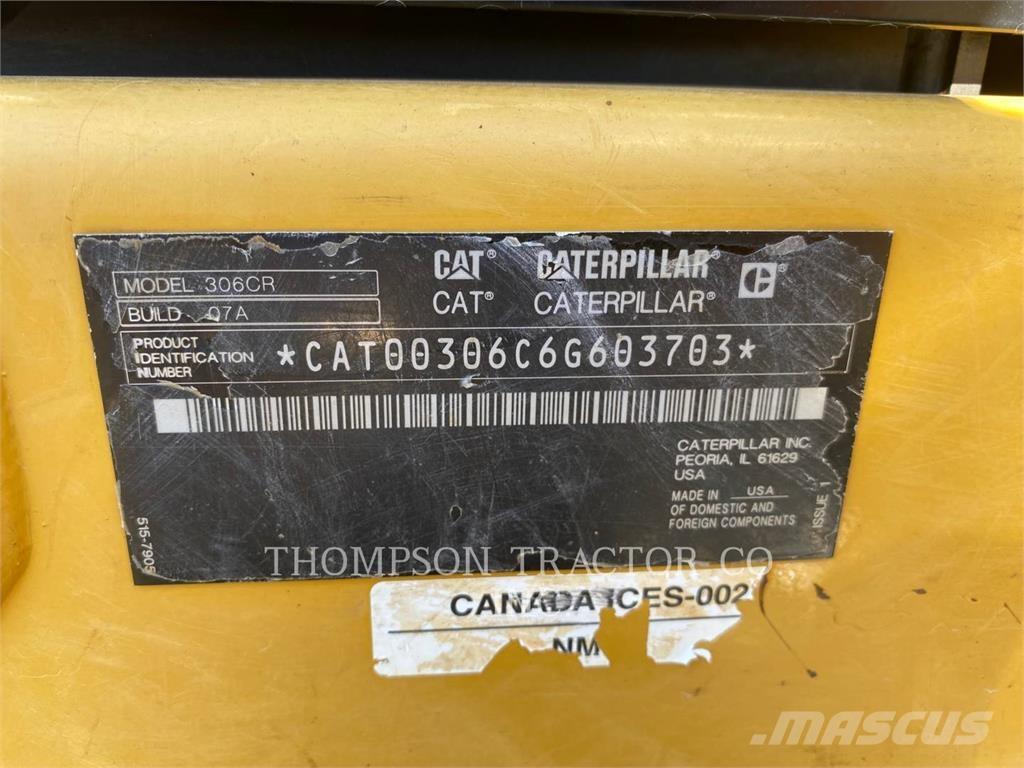 CAT® CATERPILLAR® C®
MODEL 306CR
CAT® CATERPILLAR®
BUILD 07A
PRODUCT IDENTIFICATION NUMBER *CAT00306C6G603703*
CATERPILLAR INC.
PEORIA, IL 61629
USA
MADE IN USA
OF DOMESTIC AND
FOREIGN COMPONENTS
ISSUE 1
515-7905
THOMPSON TRACTOR CO
CANADA ICES-002
NM
MASCUS